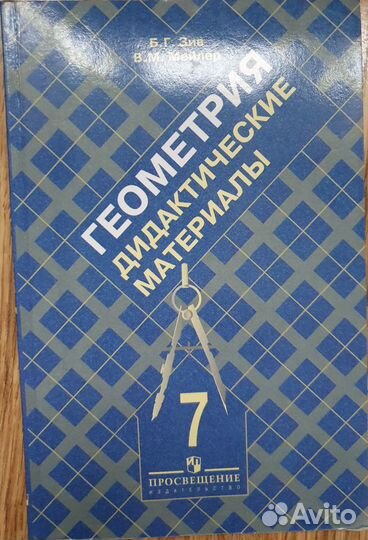 Б. Г. Зив
В. М. Мейлер
ГЕОМЕТРИЯ
ДИДАКТИЧЕСКИЕ
МАТЕРИАЛЫ
7
ПРОСВЕЩЕНИЕ
ИЗДАТЕЛЬСТВО
Avito